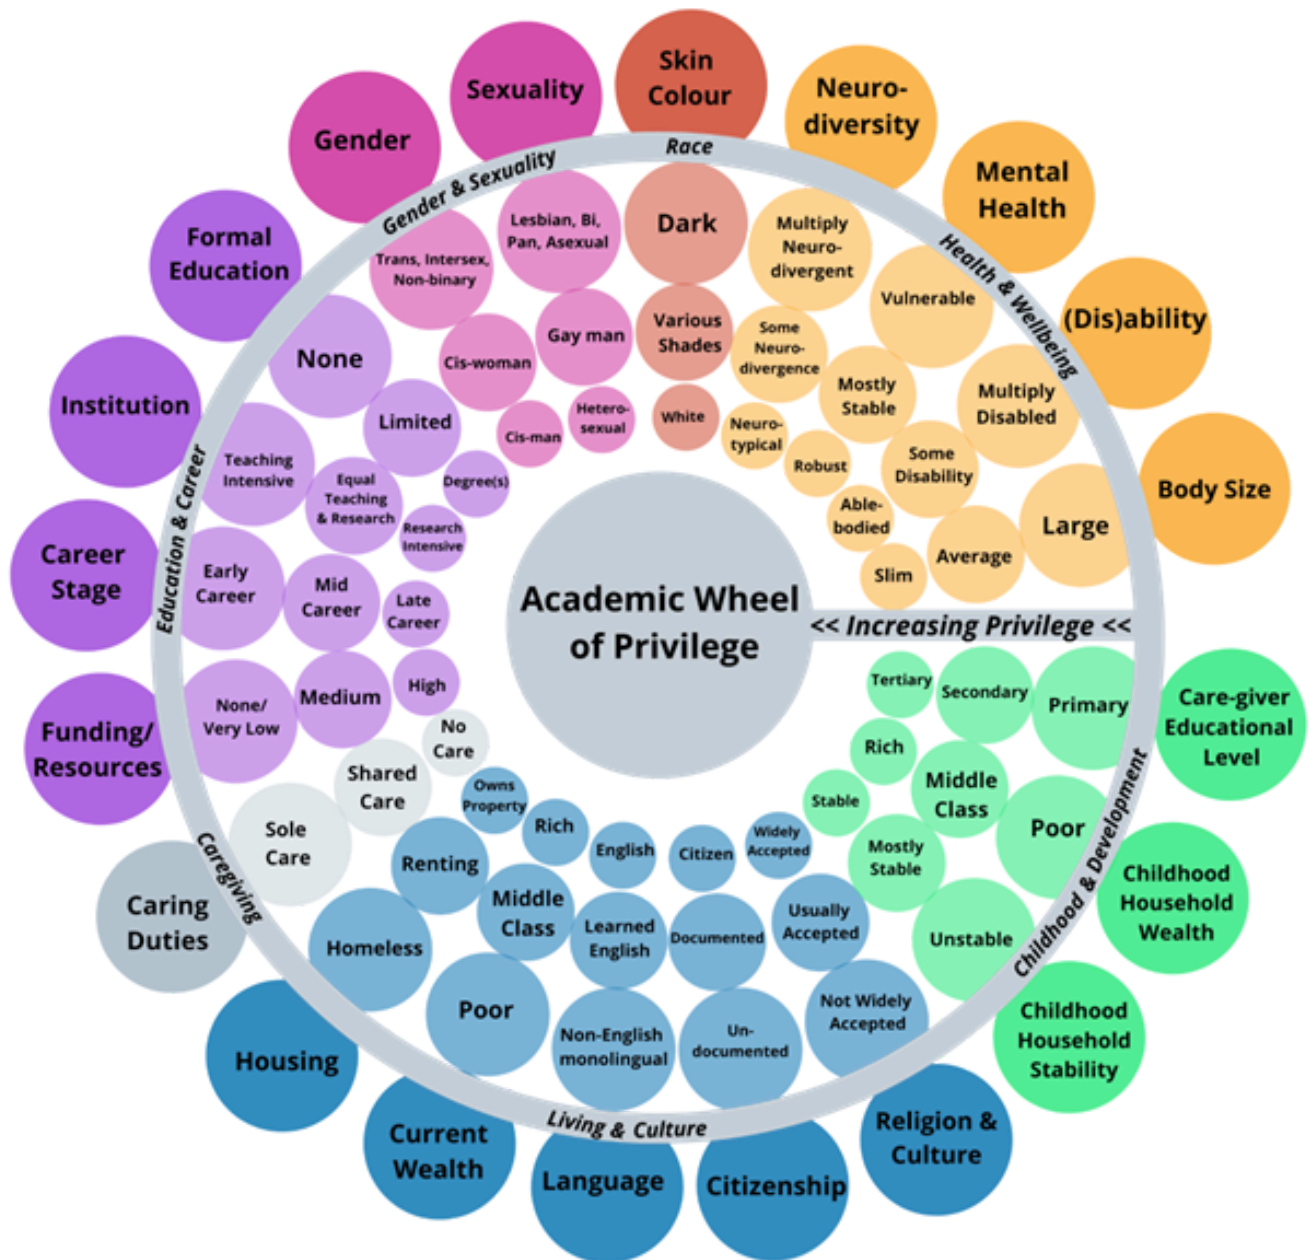 Academic Wheel
of Privilege
<< Increasing Privilege <<
Race
Skin
Colour
Dark
Various
Shades
White
Health & Wellbeing
Neuro-
diversity
Multiply
Neuro-
divergent
Some
Neuro-
divergence
Neuro-
typical
Mental
Health
Vulnerable
Mostly
Stable
Robust
(Dis)ability
Multiply
Disabled
Some
Disability
Able-
bodied
Body Size
Large
Average
Slim
Childhood & Development
Care-giver
Educational
Level
Primary
Secondary
Tertiary
Childhood
Household
Wealth
Poor
Middle
Class
Rich
Childhood
Household
Stability
Unstable
Mostly
Stable
Stable
Living & Culture
Religion &
Culture
Not Widely
Accepted
Usually
Accepted
Widely
Accepted
Citizenship
Un-
documented
Documented
Citizen
Language
Non-English
monolingual
Learned
English
English
Current
Wealth
Poor
Middle
Class
Rich
Housing
Homeless
Renting
Owns
Property
Caregiving
Caring
Duties
Sole
Care
Shared
Care
No
Care
Education & Career
Funding/
Resources
None/
Very Low
Medium
High
Career
Stage
Early
Career
Mid
Career
Late
Career
Institution
Teaching
Intensive
Equal
Teaching
& Research
Research
Intensive
Formal
Education
None
Limited
Degree(s)
Gender & Sexuality
Gender
Trans, Intersex,
Non-binary
Cis-woman
Cis-man
Sexuality
Lesbian, Bi,
Pan, Asexual
Gay man
Hetero-
sexual